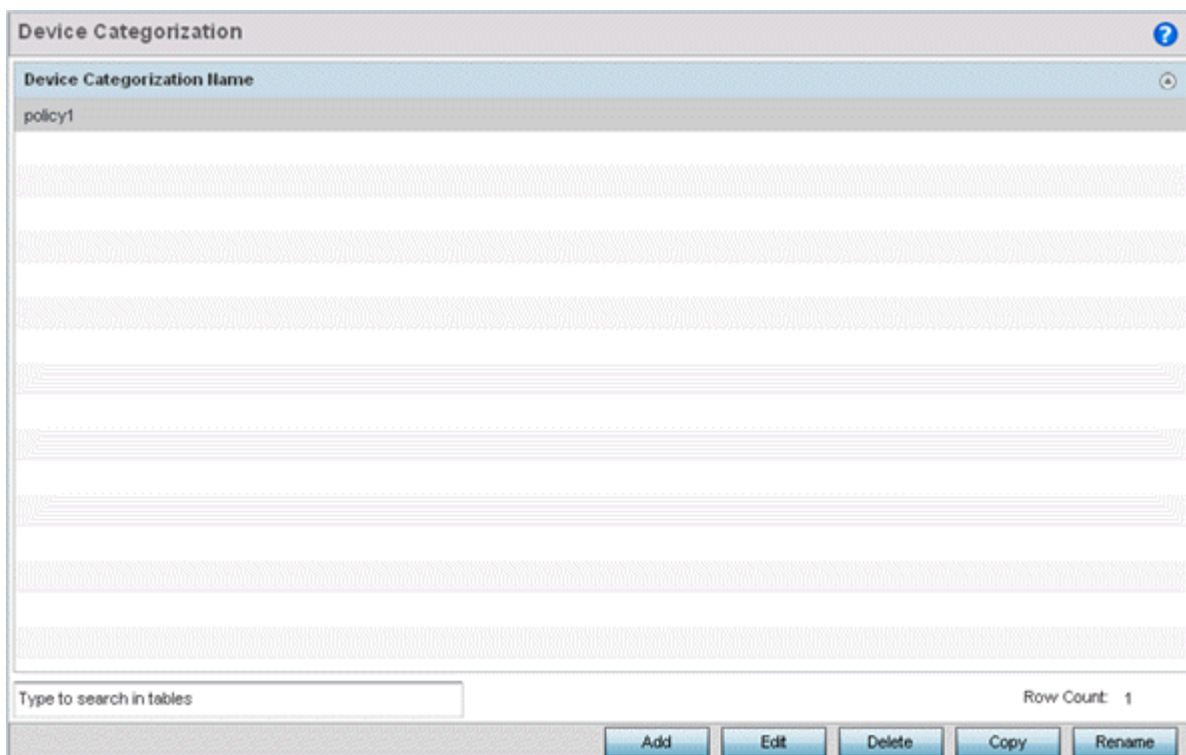 Device Categorization
?
Device Categorization Name
policy1
Type to search in tables
Row Count: 1
Add Edit Delete Copy Rename